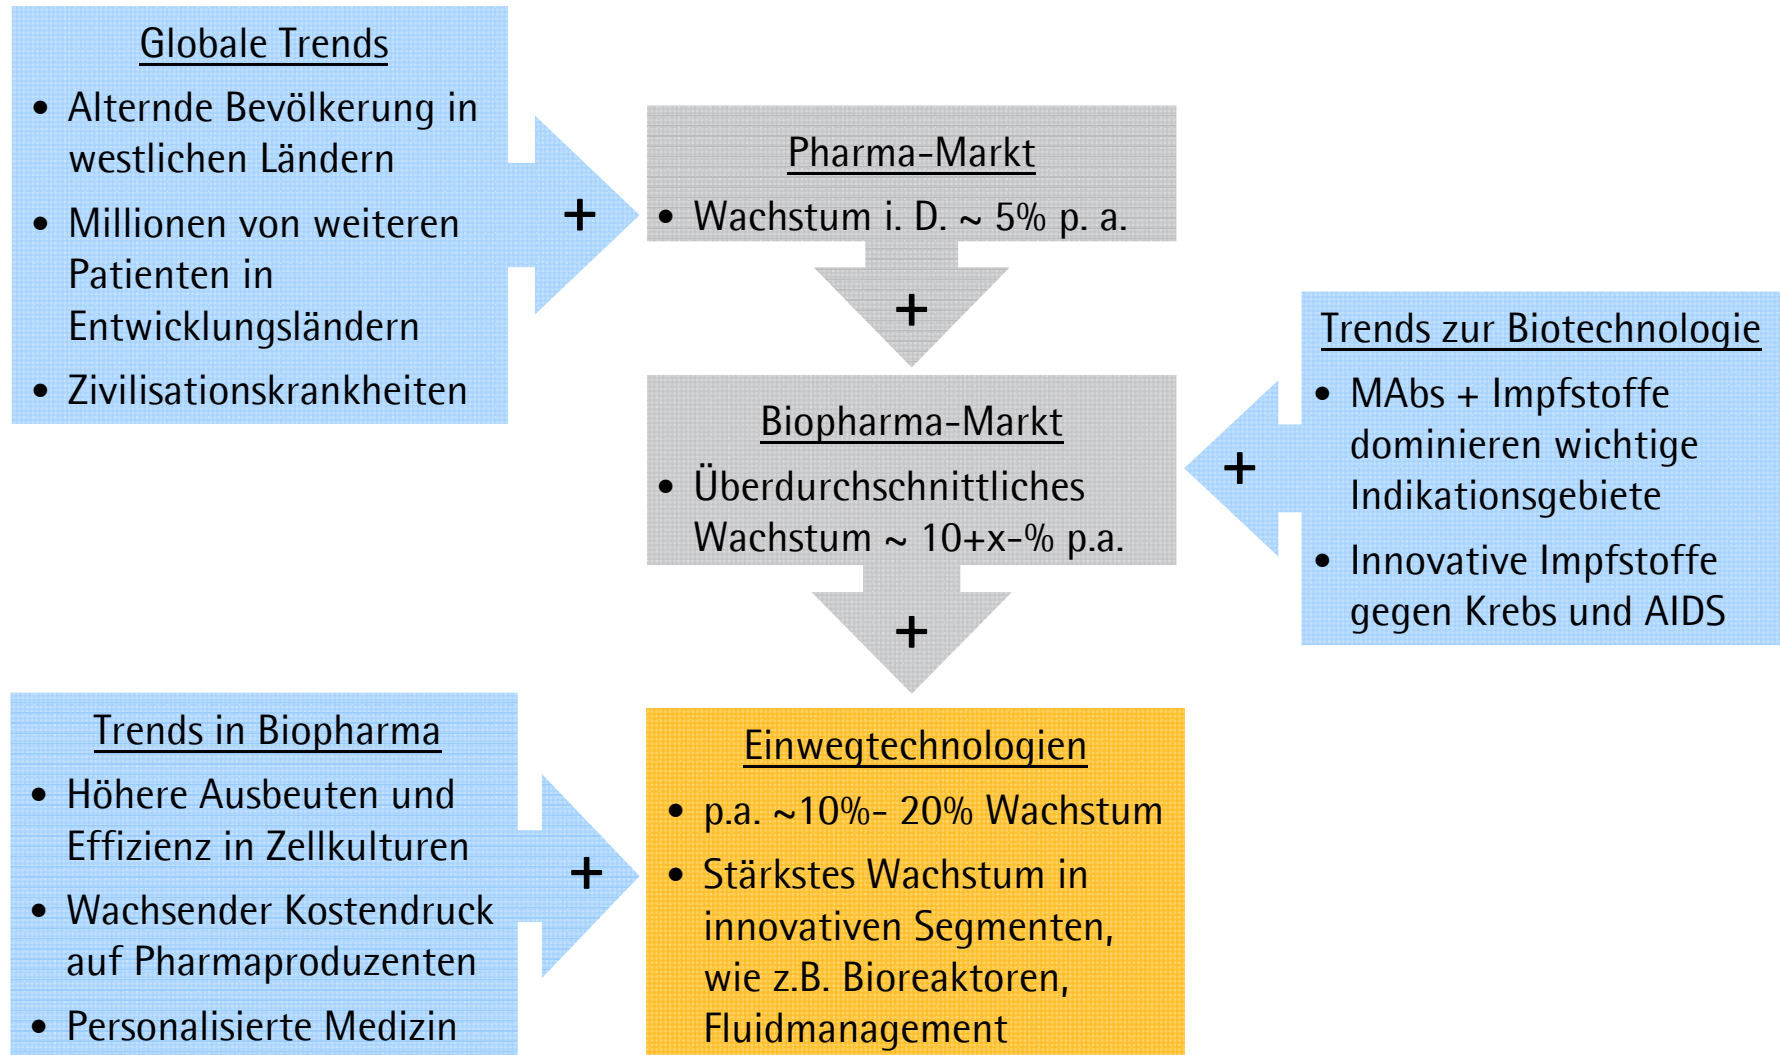 Globale Trends
• Alternde Bevölkerung in
westlichen Ländern
• Millionen von weiteren
Patienten in
Entwicklungsländern
• Zivilisationskrankheiten
+
Pharma-Markt
• Wachstum i. D. ~ 5% p. a.
+
Biopharma-Markt
• Überdurchschnittliches
Wachstum ~ 10+x-% p.a.
+
Trends zur Biotechnologie
• MAbs + Impfstoffe
dominieren wichtige
Indikationsgebiete
• Innovative Impfstoffe
gegen Krebs und AIDS
+
Trends in Biopharma
• Höhere Ausbeuten und
Effizienz in Zellkulturen
• Wachsender Kostendruck
auf Pharmaproduzenten
• Personalisierte Medizin
+
Einwegtechnologien
• p.a. ~10%- 20% Wachstum
• Stärkstes Wachstum in
innovativen Segmenten,
wie z.B. Bioreaktoren,
Fluidmanagement